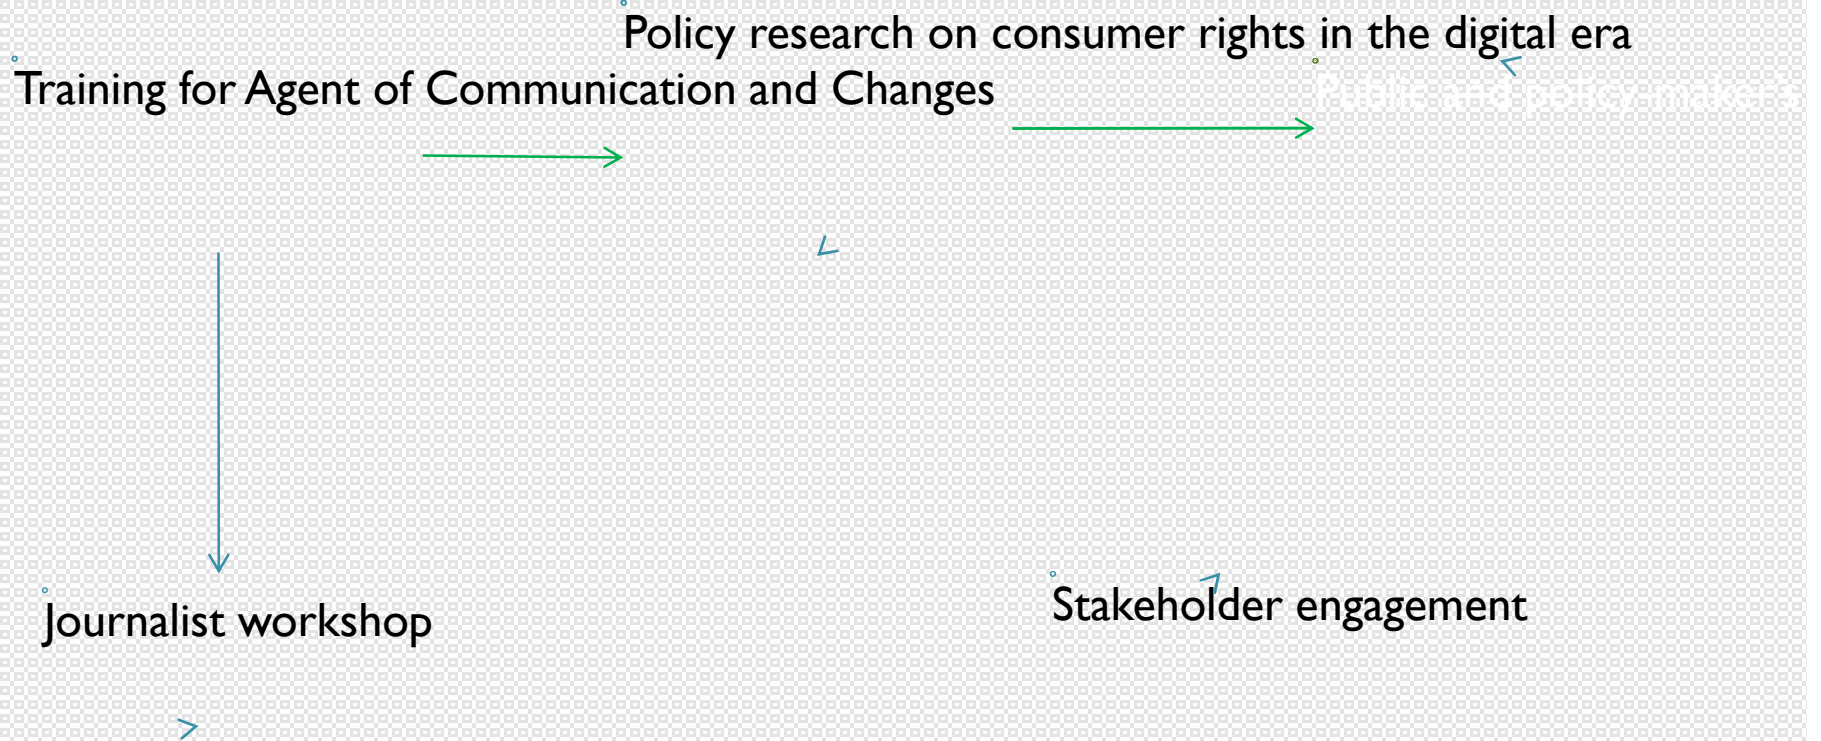 Policy research on consumer rights in the digital era
Training for Agent of Communication and Changes
and policy makers
Journalist workshop
Stakeholder engagement